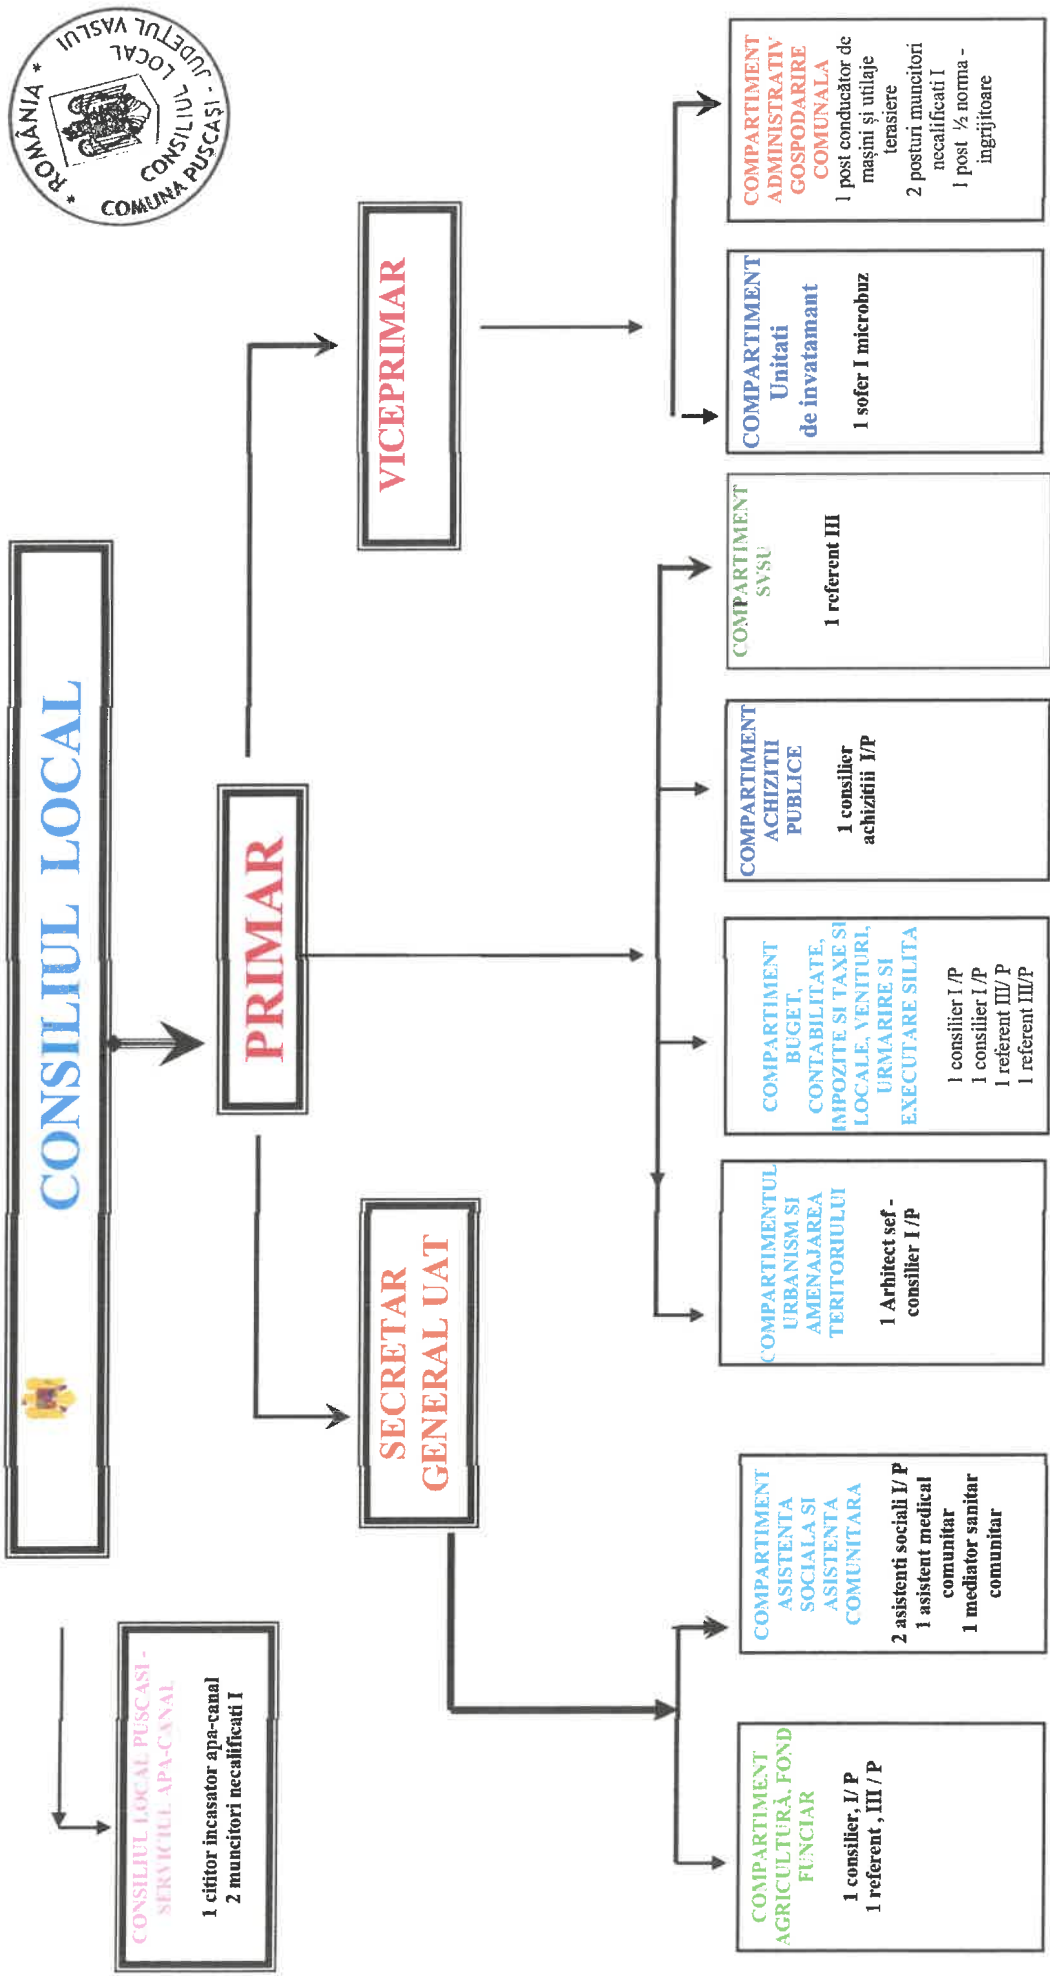 CONSILIUL LOCAL
* ROMÂNIA *
JUDEȚUL VASLUI
CONSILIUL LOCAL
COMUNA PUȘCAȘI -
CONSILIUL LOCAL PUSCASI -
SERVICIUL APA-CANAL
1 cititor incasator apa-canal
2 muncitori necalificati I
PRIMAR
SECRETAR
GENERAL UAT
VICEPRIMAR
COMPARTIMENT
AGRICULTURĂ, FOND
FUNCIAR
1 consilier, I/ P
1 referent , III / P
COMPARTIMENT
ASISTENTA
SOCIALA SI
ASISTENTA
COMUNITARA
2 asistenti sociali I/ P
1 asistent medical
comunitar
1 mediator sanitar
comunitar
COMPARTIMENTUL
URBANISM SI
AMENAJAREA
TERITORIULUI
1 Arhitect sef -
consilier I /P
COMPARTIMENT
BUGET,
CONTABILITATE,
IMPOZITE SI TAXE SI
LOCALE, VENITURI,
URMARIRE SI
EXECUTARE SILITA
1 consilier I /P
1 consilier I /P
1 referent III/ P
1 referent III/P
COMPARTIMENT
ACHIZITII
PUBLICE
1 consilier
achizitiii I/P
COMPARTIMENT
SVSU
1 referent III
COMPARTIMENT
Unitati
de invatamant
1 sofer I microbuz
COMPARTIMENT
ADMINISTRATIV
GOSPODARIRE
COMUNALA
1 post conducător de
mașini și utilaje
terasiere
2 posturi muncitori
necalificati I
1 post ½ norma -
ingrijitoare